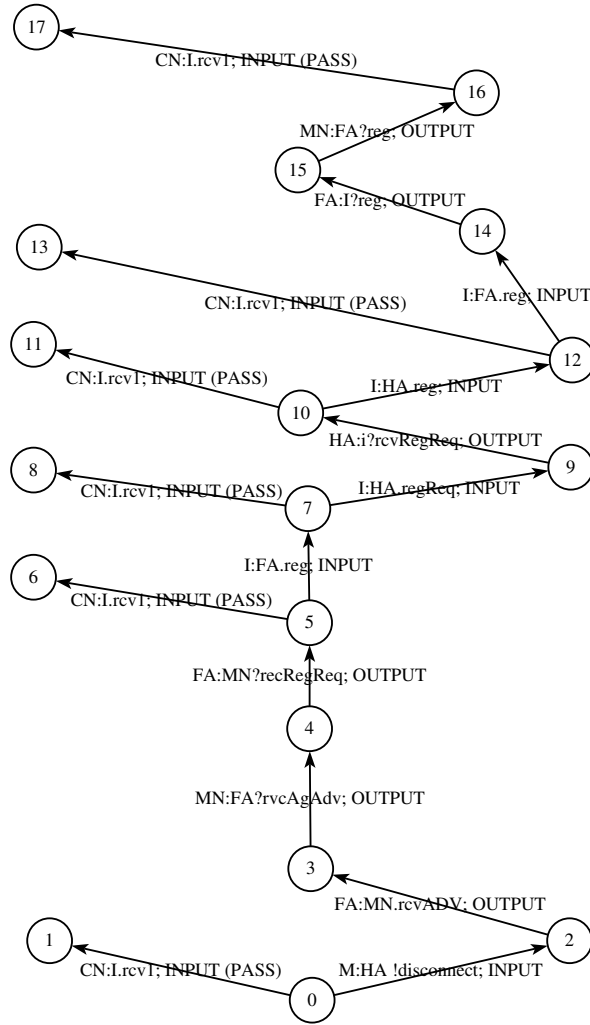 17
CN:I.rcv1; INPUT (PASS)
16
MN:FA?reg; OUTPUT
15
FA:I?reg; OUTPUT
14
13
CN:I.rcv1; INPUT (PASS)
I:FA.reg; INPUT
11
12
CN:I.rcv1; INPUT (PASS)
I:HA.reg; INPUT
10
HA:i?rcvRegReq; OUTPUT
8
9
CN:I.rcv1; INPUT (PASS)
I:HA.regReq; INPUT
7
I:FA.reg; INPUT
6
CN:I.rcv1; INPUT (PASS)
5
FA:MN?recRegReq; OUTPUT
4
MN:FA?rvcAgAdv; OUTPUT
3
FA:MN.rcvADV; OUTPUT
1
2
CN:I.rcv1; INPUT (PASS)
M:HA !disconnect; INPUT
0